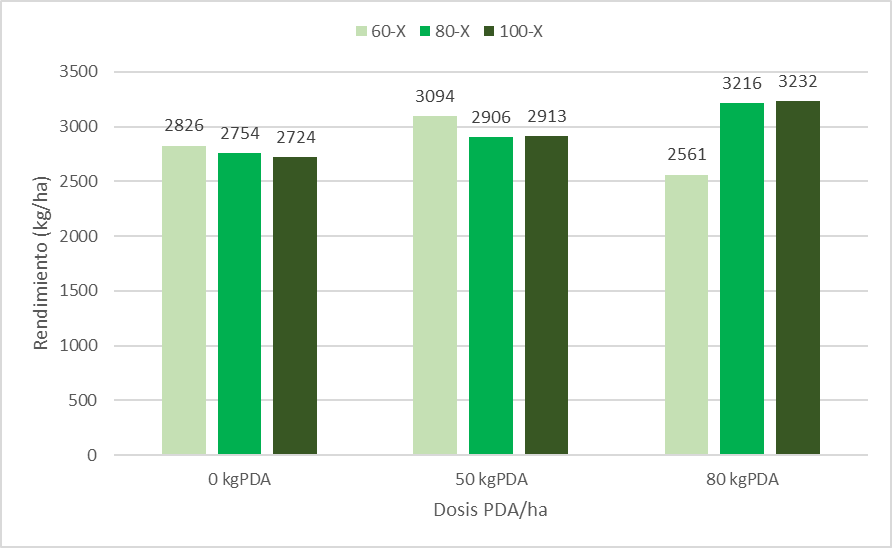 60-X 80-X 100-X
3500
3000
2500
2000
1500
1000
500
0
Rendimiento (kg/ha)
2826 2754 2724
3094 2906 2913
2561 3216 3232
0 kgPDA 50 kgPDA 80 kgPDA
Dosis PDA/ha